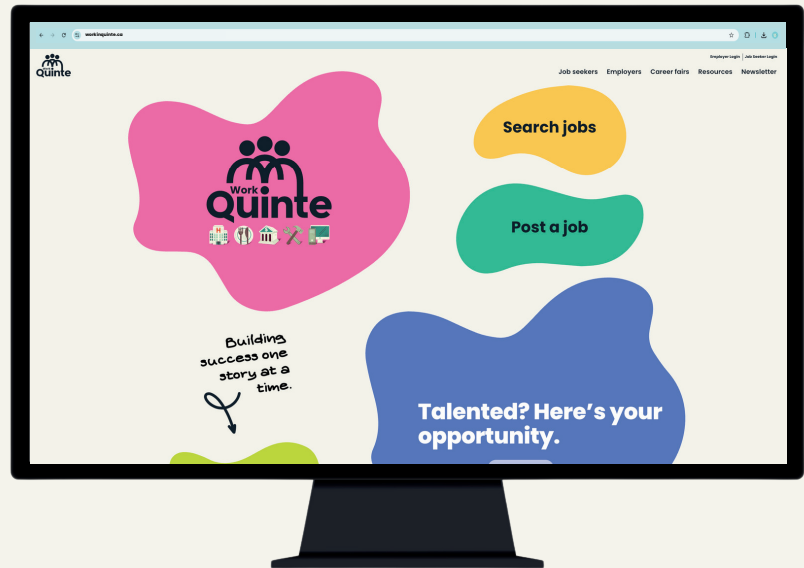 workinquinte.ca
Employer Login | Job Seeker Login
Work
Quinte
Job seekers Employers Career fairs Resources Newsletter
Work
Quinte
Search jobs
Post a job
Building
success one
story at a
time.
Talented? Here's your
opportunity.